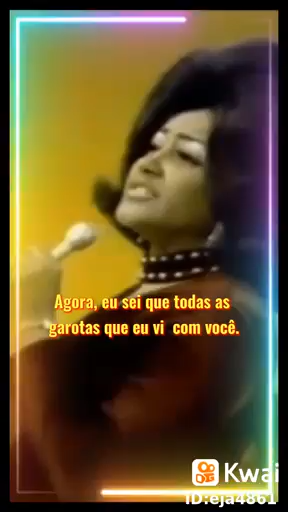 Agora, eu sei que todas as
garotas que eu vi com você.
Kwai
ID:eja4861